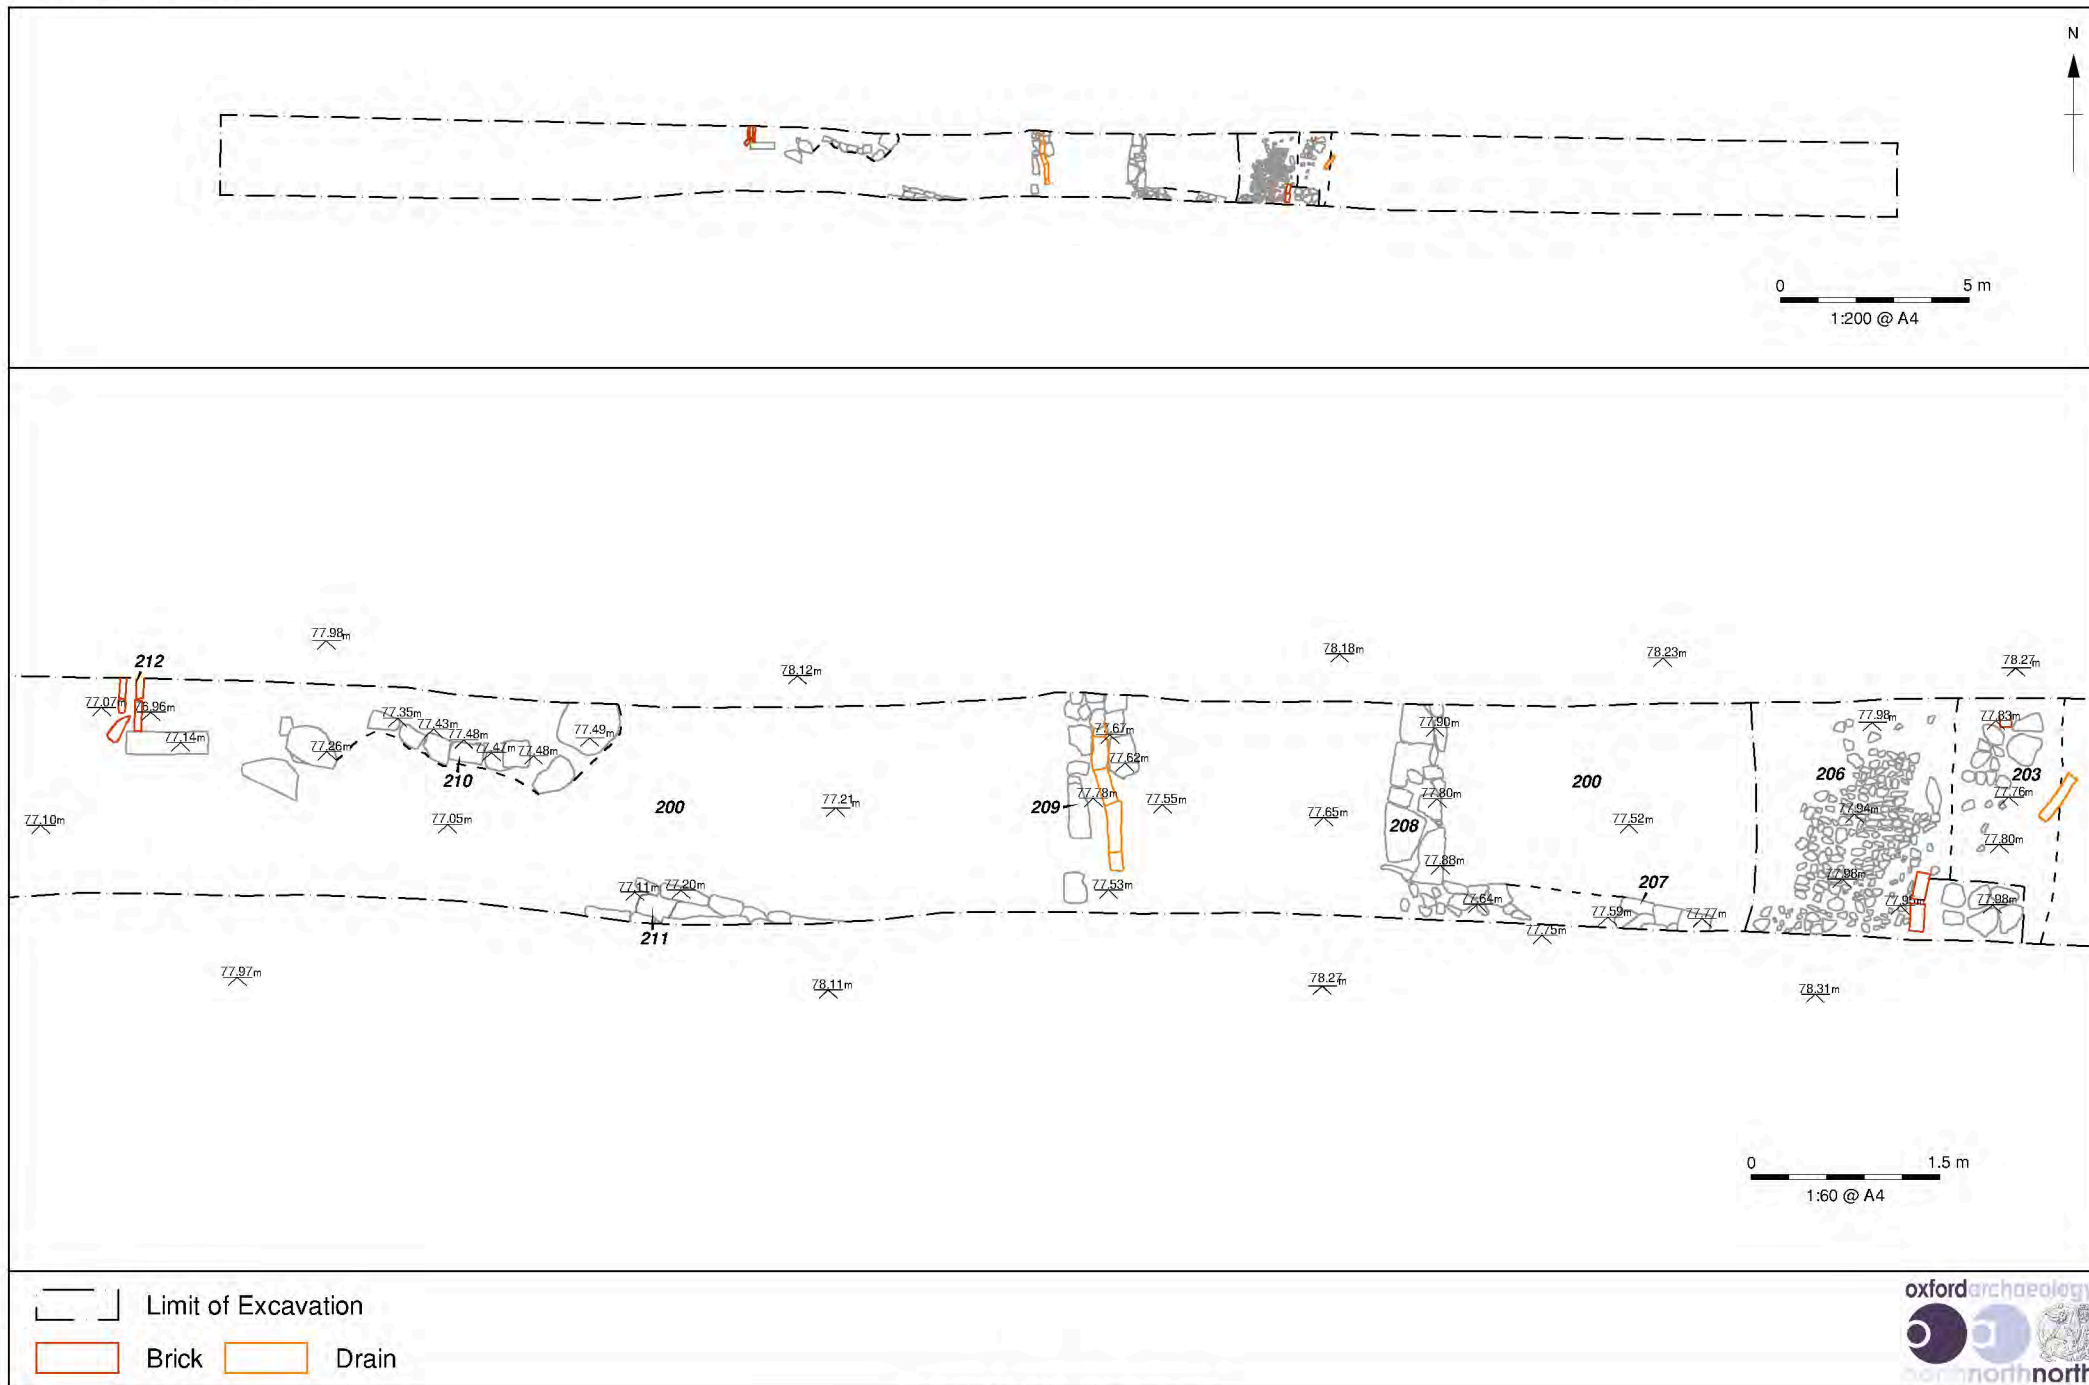 N
0 5 m
1:200 @ A4
77.98m 78.12m 78.18m 78.23m 78.27m
212
77.07m 76.96m 77.14m 77.26m 77.35m 77.43m 77.48m 77.47m 77.48m 77.49m 77.67m 77.62m 77.90m 77.98m 77.83m
210 200 209 208 200 206 203
77.10m 77.05m 77.21m 77.78m 77.55m 77.65m 77.80m 77.52m 77.94m 77.76m
77.80m
77.11m 77.20m 77.53m 77.88m 77.64m 207 77.59m 77.77m 77.98m 77.95m 77.98m
211 77.75m
77.97m 78.11m 78.27m 78.31m
0 1.5 m
1:60 @ A4
Limit of Excavation
Brick Drain
oxfordarchaeology
northnorthnorth